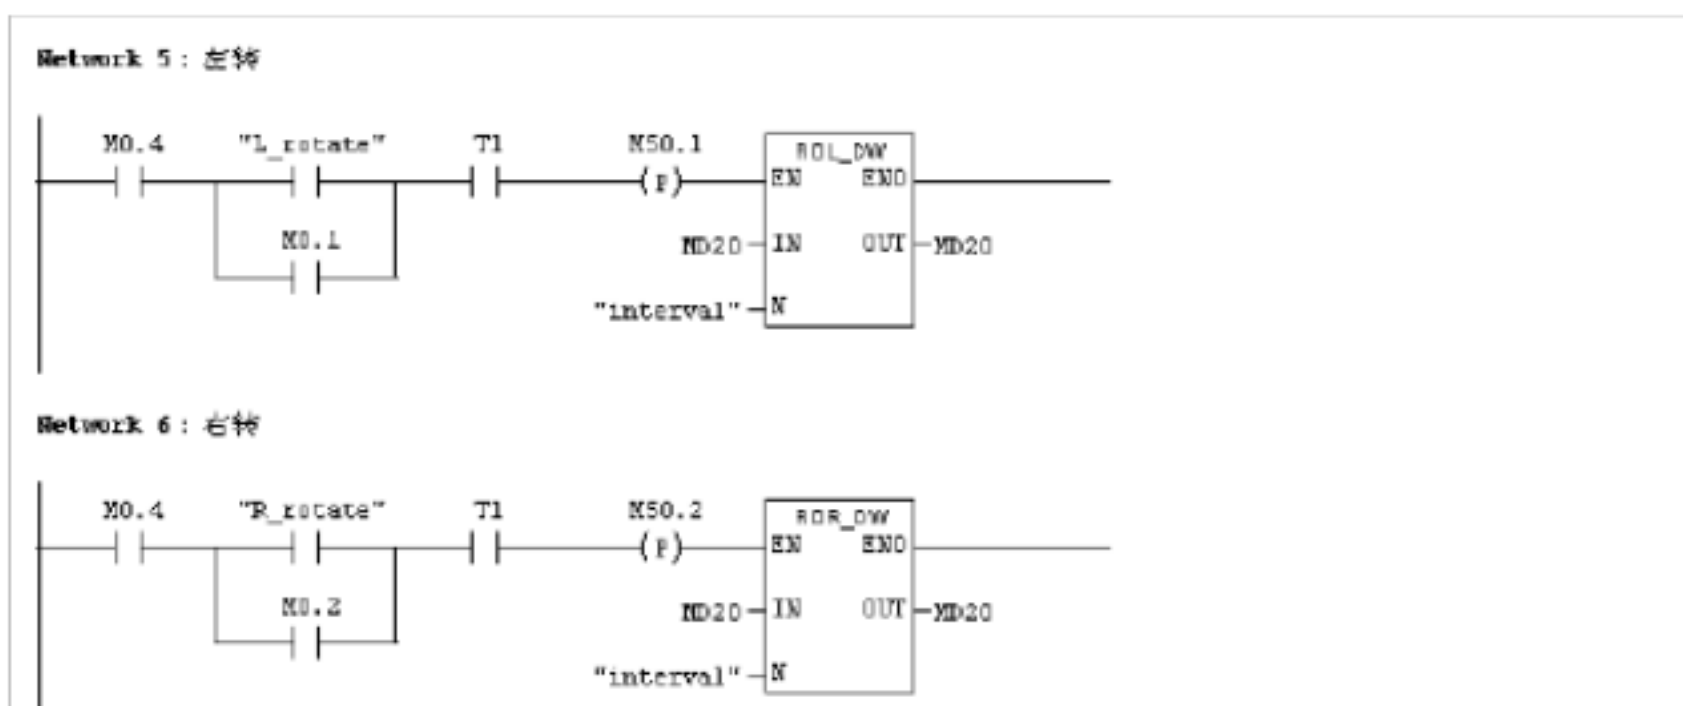 Network 5：左转
M0.4 "L_rotate" T1 M50.1
ROL_DW
EN ENO
M0.1
MD20 IN OUT MD20
"interval" N
Network 6：右转
M0.4 "R_rotate" T1 M50.2
(P)
ROR_DW
EN ENO
M0.2
MD20 IN OUT MD20
"interval" N